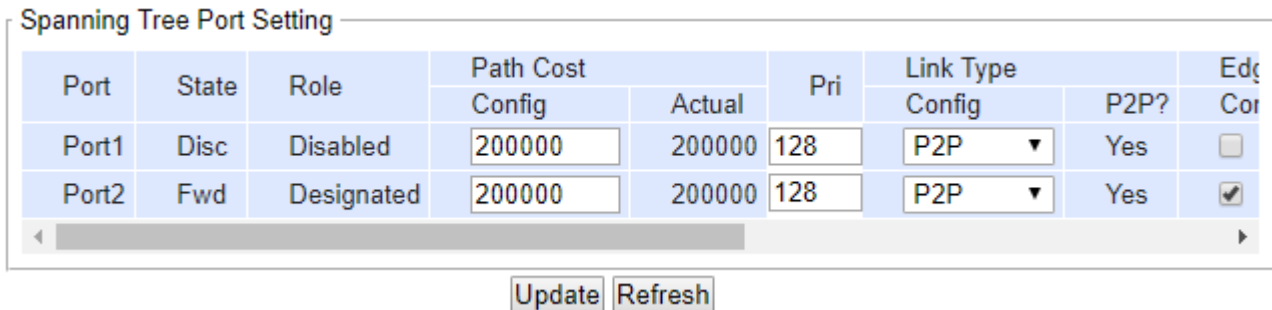 Spanning Tree Port Setting
Port State Role Path Cost Pri Link Type
Config Actual Config P2P?
Port1 Disc Disabled 200000 200000 128 P2P Yes
Port2 Fwd Designated 200000 200000 128 P2P Yes
Update Refresh